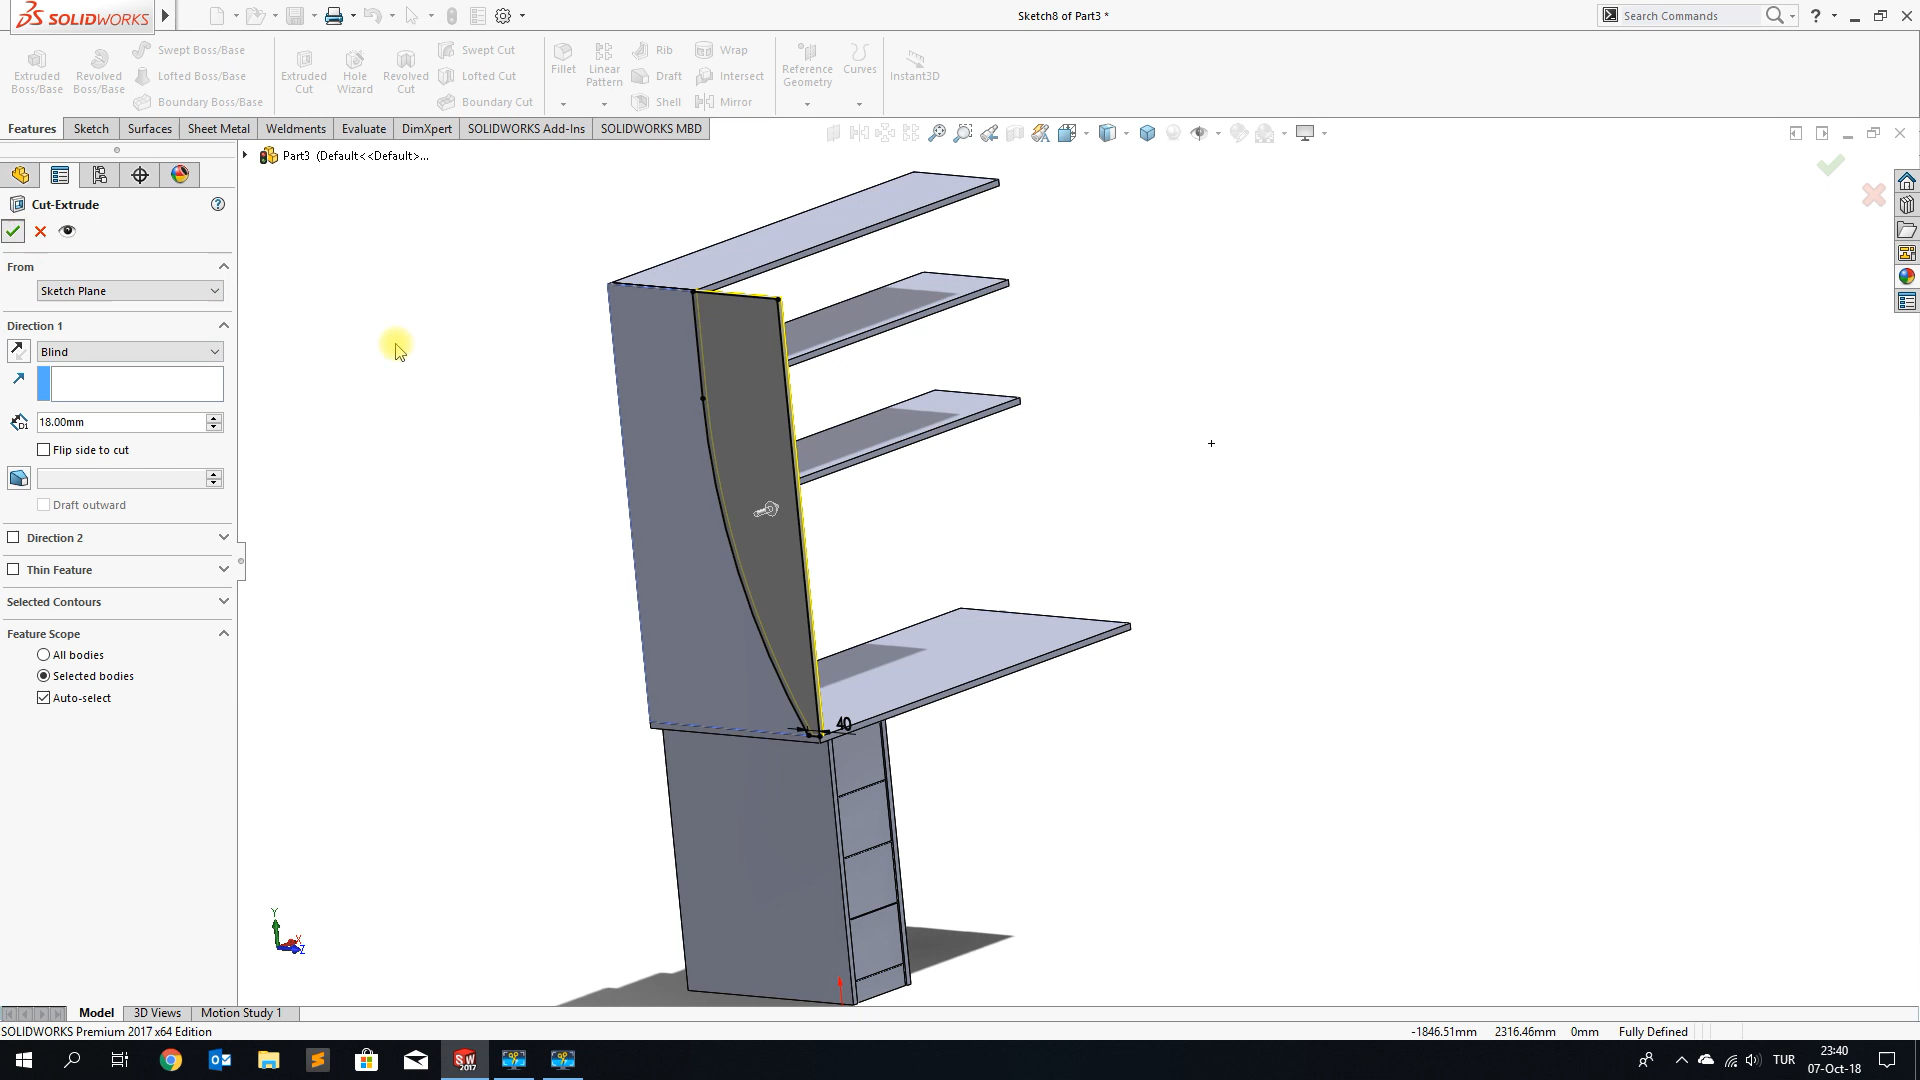 SOLIDWORKS
Sketch8 of Part3 *
Search Commands
?
Extruded Boss/Base
Revolved Boss/Base
Swept Boss/Base
Lofted Boss/Base
Boundary Boss/Base
Extruded Cut
Hole Wizard
Revolved Cut
Swept Cut
Lofted Cut
Boundary Cut
Fillet
Linear Pattern
Rib
Draft
Shell
Wrap
Intersect
Mirror
Reference Geometry
Curves
Instant3D
Features
Sketch
Surfaces
Sheet Metal
Weldments
Evaluate
DimXpert
SOLIDWORKS Add-Ins
SOLIDWORKS MBD
Part3 (Default<<Default>...
Cut-Extrude
?
From
Sketch Plane
Direction 1
Blind
D1
18.00mm
Flip side to cut
Draft outward
Direction 2
Thin Feature
Selected Contours
Feature Scope
All bodies
Selected bodies
Auto-select
40
Y
X
Z
Model
3D Views
Motion Study 1
SOLIDWORKS Premium 2017 x64 Edition
-1846.51mm
2316.46mm
0mm
Fully Defined
SW 2017
TUR
23:40
07-Oct-18